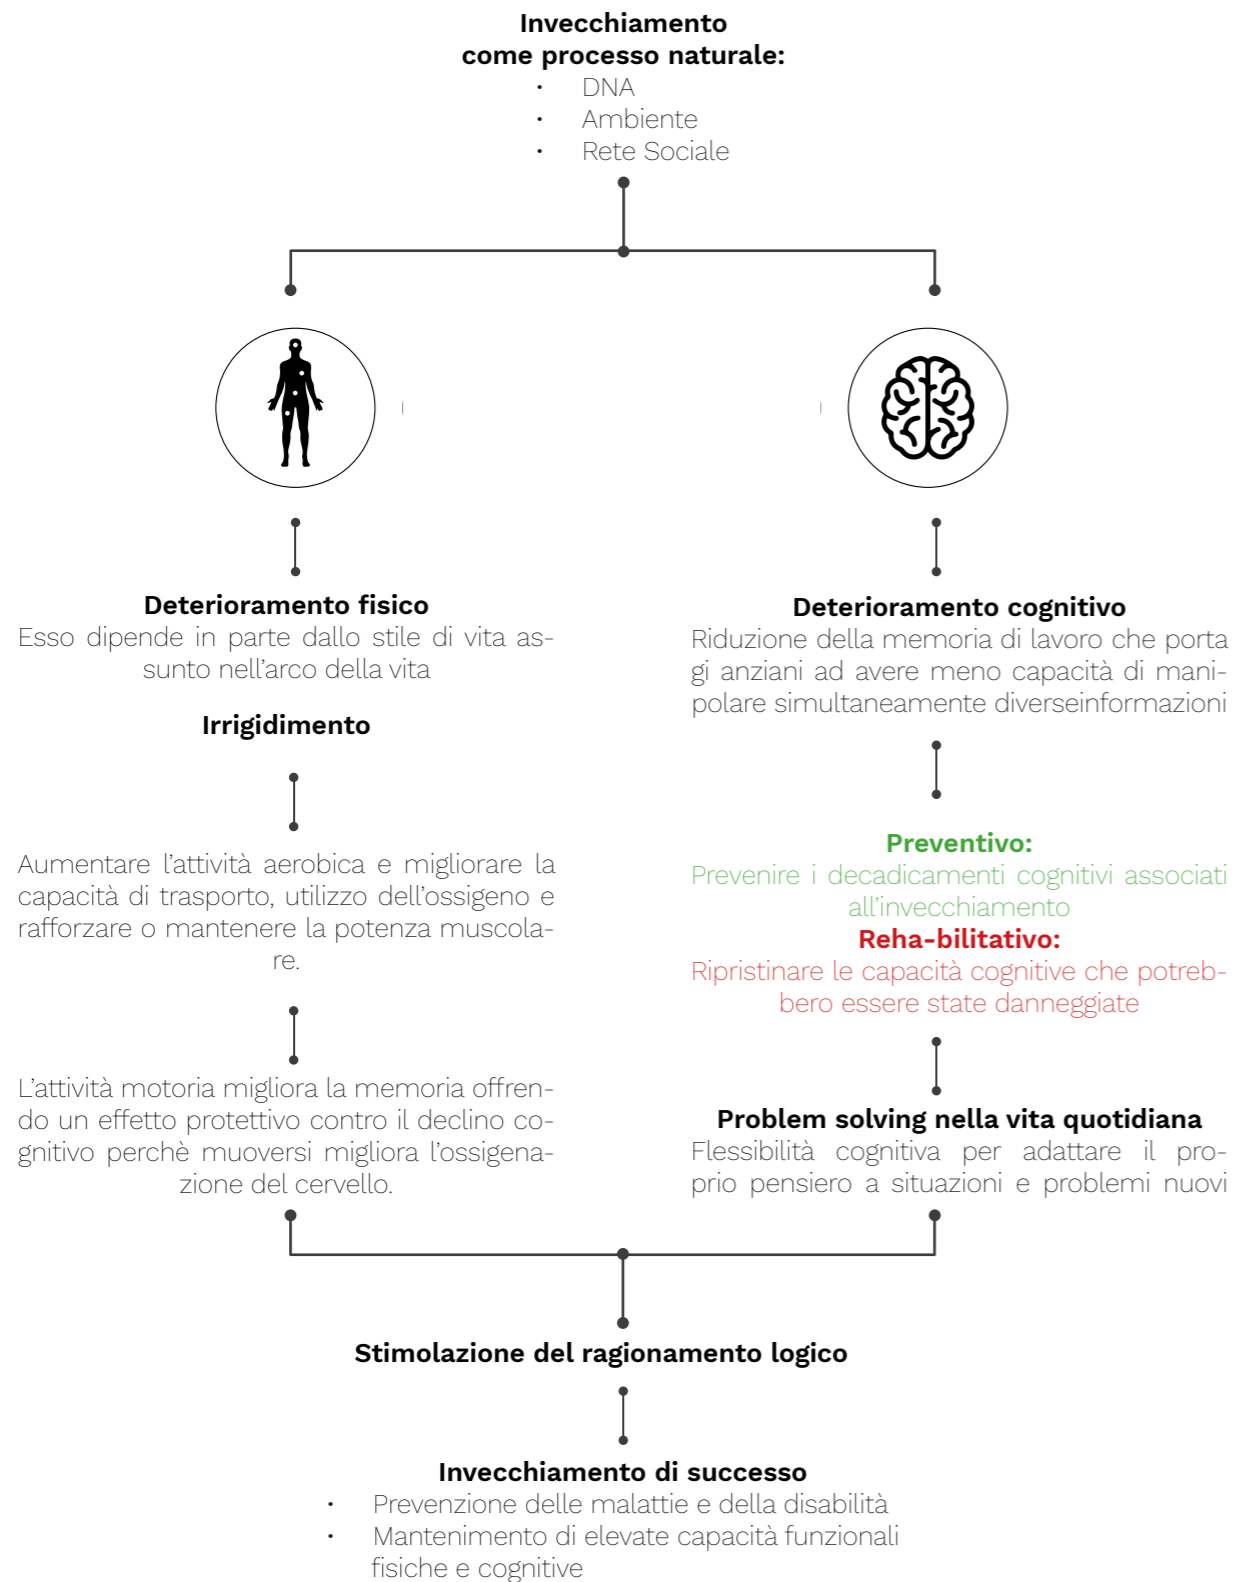 Invecchiamento
come processo naturale:
• DNA
• Ambiente
• Rete Sociale
Deterioramento fisico
Esso dipende in parte dallo stile di vita as-
sunto nell'arco della vita
Irrigidimento
Aumentare l'attività aerobica e migliorare la
capacità di trasporto, utilizzo dell'ossigeno e
rafforzare o mantenere la potenza muscola-
re.
L'attività motoria migliora la memoria offren-
do un effetto protettivo contro il declino co-
gnitivo perchè muoversi migliora l'ossigena-
zione del cervello.
Deterioramento cognitivo
Riduzione della memoria di lavoro che porta
gi anziani ad avere meno capacità di mani-
polare simultaneamente diverseinformazioni
Preventivo:
Prevenire i decadicamenti cognitivi associati
all'invecchiamento
Reha-bilitativo:
Ripristinare le capacità cognitive che potreb-
bero essere state danneggiate
Problem solving nella vita quotidiana
Flessibilità cognitiva per adattare il pro-
prio pensiero a situazioni e problemi nuovi
Stimolazione del ragionamento logico
Invecchiamento di successo
• Prevenzione delle malattie e della disabilità
• Mantenimento di elevate capacità funzionali
fisiche e cognitive